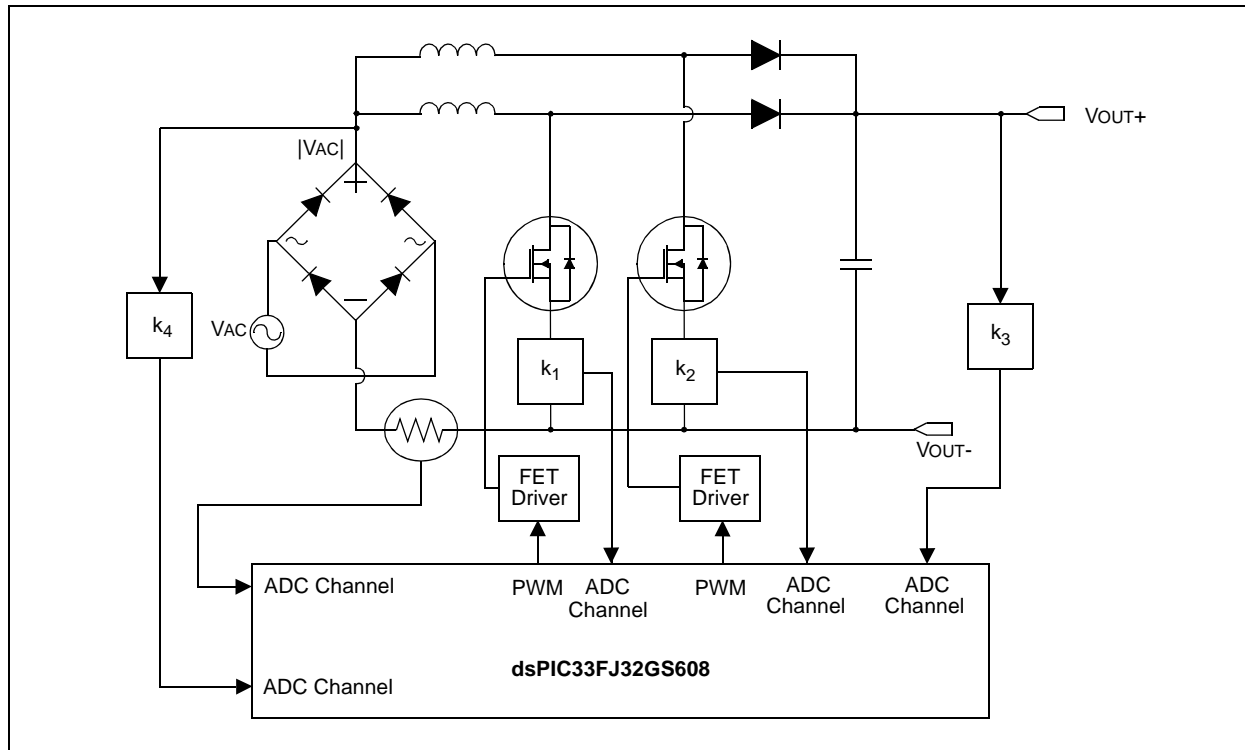 VOUT+
|VAC|
k4
VAC
k1
k2
k3
VOUT-
FET
Driver
FET
Driver
ADC Channel
PWM
ADC
Channel
PWM
ADC
Channel
ADC
Channel
dsPIC33FJ32GS608
ADC Channel